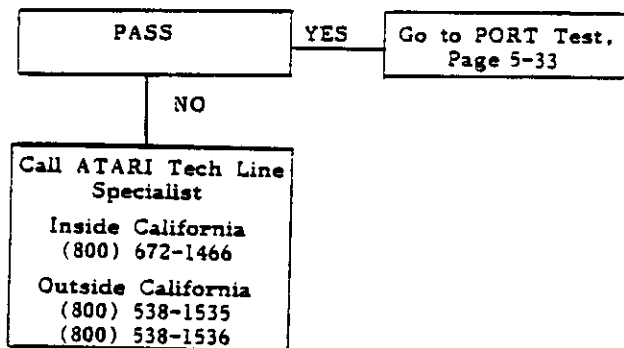 PASS
YES
Go to PORT Test,
Page 5-33
NO
Call ATARI Tech Line
Specialist
Inside California
(800) 672-1466
Outside California
(800) 538-1535
(800) 538-1536